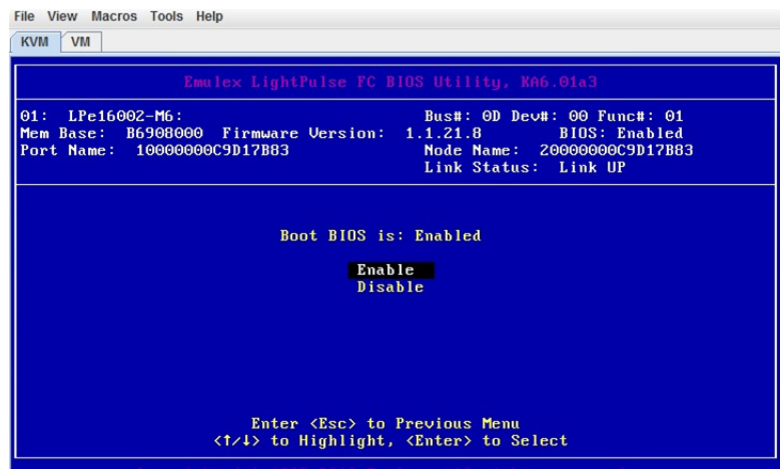 File View Macros Tools Help
KVM VM
Emulex LightPulse FC BIOS Utility, KA6.01a3
01: LPe16002-M6: Bus#: 0D Dev#: 00 Func#: 01
Mem Base: B6908000 Firmware Version: 1.1.21.8 BIOS: Enabled
Port Name: 10000000C9D17B83 Node Name: 20000000C9D17B83
Link Status: Link UP
Boot BIOS is: Enabled
Enable
Disable
Enter <Esc> to Previous Menu
<↑/↓> to Highlight, <Enter> to Select